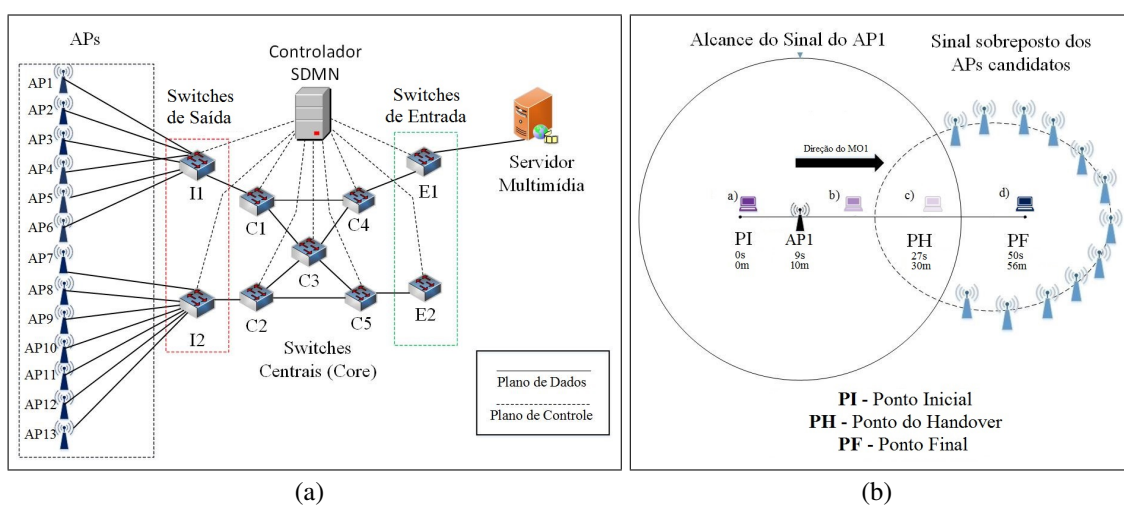 APs
AP1
AP2
AP3
AP4
AP5
AP6
AP7
AP8
AP9
AP10
AP11
AP12
AP13
Switches
de Saída
I1
I2
Controlador
SDMN
Switches
de Entrada
E1
E2
Servidor
Multimídia
C1
C4
C3
C2
C5
Switches
Centrais (Core)
Plano de Dados
Plano de Controle
(a)
Alcance do Sinal do AP1
Sinal sobreposto dos
APs candidatos
Direção do MO1
a)
b)
c)
d)
PI
0s
0m
AP1
9s
10m
PH
27s
30m
PF
50s
56m
PI - Ponto Inicial
PH - Ponto do Handover
PF - Ponto Final
(b)